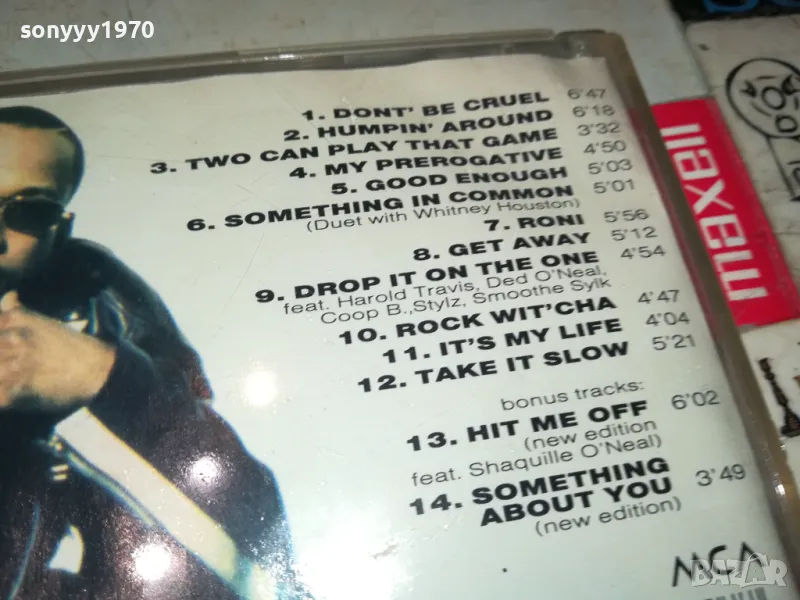 sonyyy1970
1. DONT' BE CRUEL 6'47
2. HUMPIN' AROUND 6'18
3. TWO CAN PLAY THAT GAME 3'32
4. MY PREROGATIVE 4'50
5. GOOD ENOUGH 5'03
6. SOMETHING IN COMMON 5'01
(Duet with Whitney Houston)
7. RONI 5'56
8. GET AWAY 5'12
9. DROP IT ON THE ONE 4'54
feat. Harold Travis, Ded O'Neal,
Coop B.,Stylz, Smoothe Sylk
10. ROCK WIT'CHA 4'47
11. IT'S MY LIFE 4'04
12. TAKE IT SLOW 5'21
bonus tracks:
13. HIT ME OFF 6'02
(new edition
feat. Shaquille O'Neal)
14. SOMETHING
ABOUT YOU 3'49
(new edition)
MCA
maxell
BAZAR